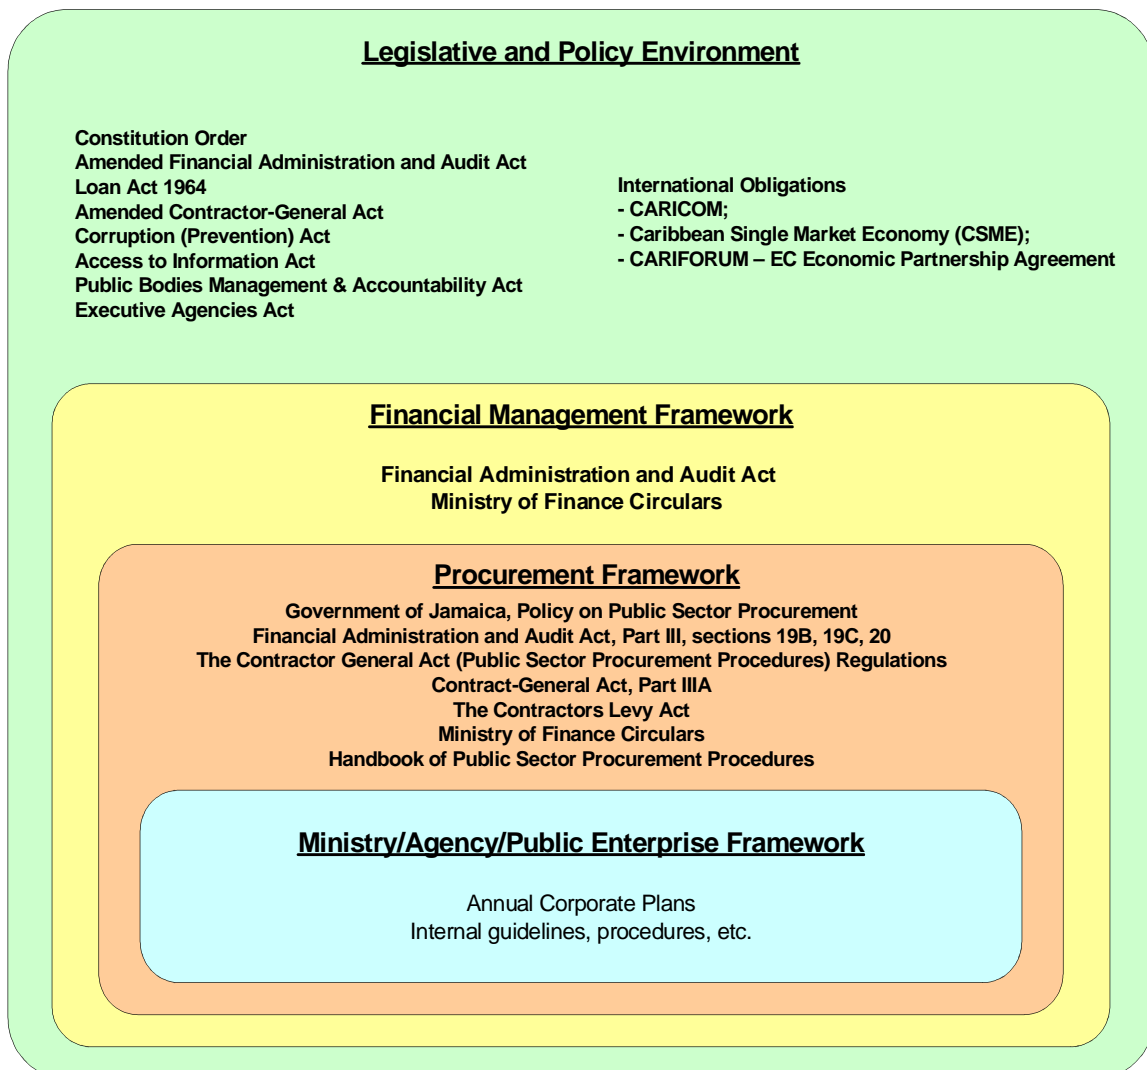 Legislative and Policy Environment
Constitution Order
Amended Financial Administration and Audit Act
Loan Act 1964
Amended Contractor-General Act
Corruption (Prevention) Act
Access to Information Act
Public Bodies Management & Accountability Act
Executive Agencies Act
International Obligations
- CARICOM;
- Caribbean Single Market Economy (CSME);
- CARIFORUM – EC Economic Partnership Agreement
Financial Management Framework
Financial Administration and Audit Act
Ministry of Finance Circulars
Procurement Framework
Government of Jamaica, Policy on Public Sector Procurement
Financial Administration and Audit Act, Part III, sections 19B, 19C, 20
The Contractor General Act (Public Sector Procurement Procedures) Regulations
Contract-General Act, Part IIIA
The Contractors Levy Act
Ministry of Finance Circulars
Handbook of Public Sector Procurement Procedures
Ministry/Agency/Public Enterprise Framework
Annual Corporate Plans
Internal guidelines, procedures, etc.